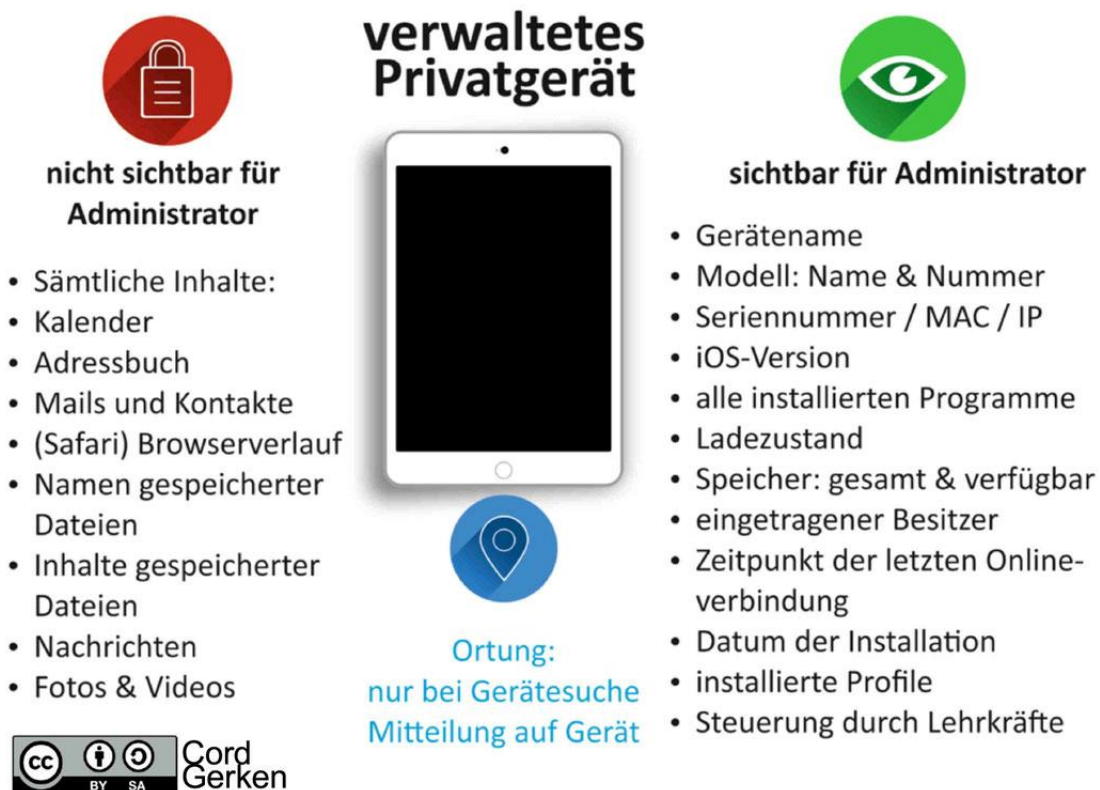 verwaltetes
Privatgerät
nicht sichtbar für
Administrator
• Sämtliche Inhalte:
• Kalender
• Adressbuch
• Mails und Kontakte
• (Safari) Browserverlauf
• Namen gespeicherter
Dateien
• Inhalte gespeicherter
Dateien
• Nachrichten
• Fotos & Videos
Ortung:
nur bei Gerätesuche
Mitteilung auf Gerät
sichtbar für Administrator
• Gerätename
• Modell: Name & Nummer
• Seriennummer / MAC / IP
• iOS-Version
• alle installierten Programme
• Ladezustand
• Speicher: gesamt & verfügbar
• eingetragener Besitzer
• Zeitpunkt der letzten Online-
verbindung
• Datum der Installation
• installierte Profile
• Steuerung durch Lehrkräfte
cc BY SA
Cord
Gerken